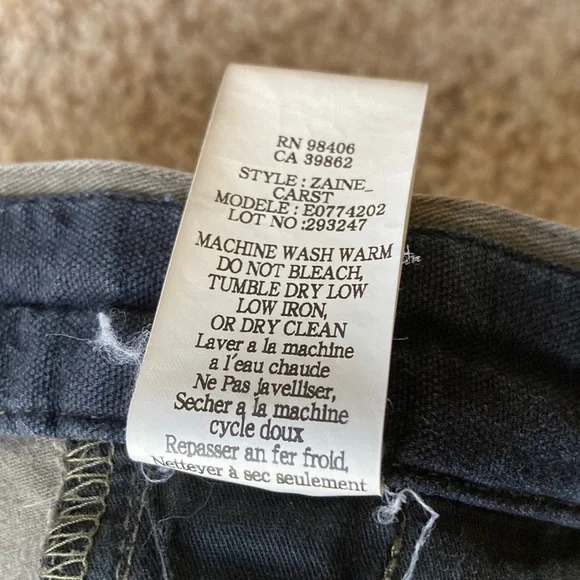 RN 98406
CA 39862
STYLE : ZAINE_
CARST
MODELE : E0774202
LOT NO :293247
MACHINE WASH WARM
DO NOT BLEACH,
TUMBLE DRY LOW
LOW IRON,
OR DRY CLEAN
Laver a la machine
a l'eau chaude
Ne Pas javelliser,
Secher a la machine
cycle doux
Repasser an fer frold,
Netteyer à sec seulement